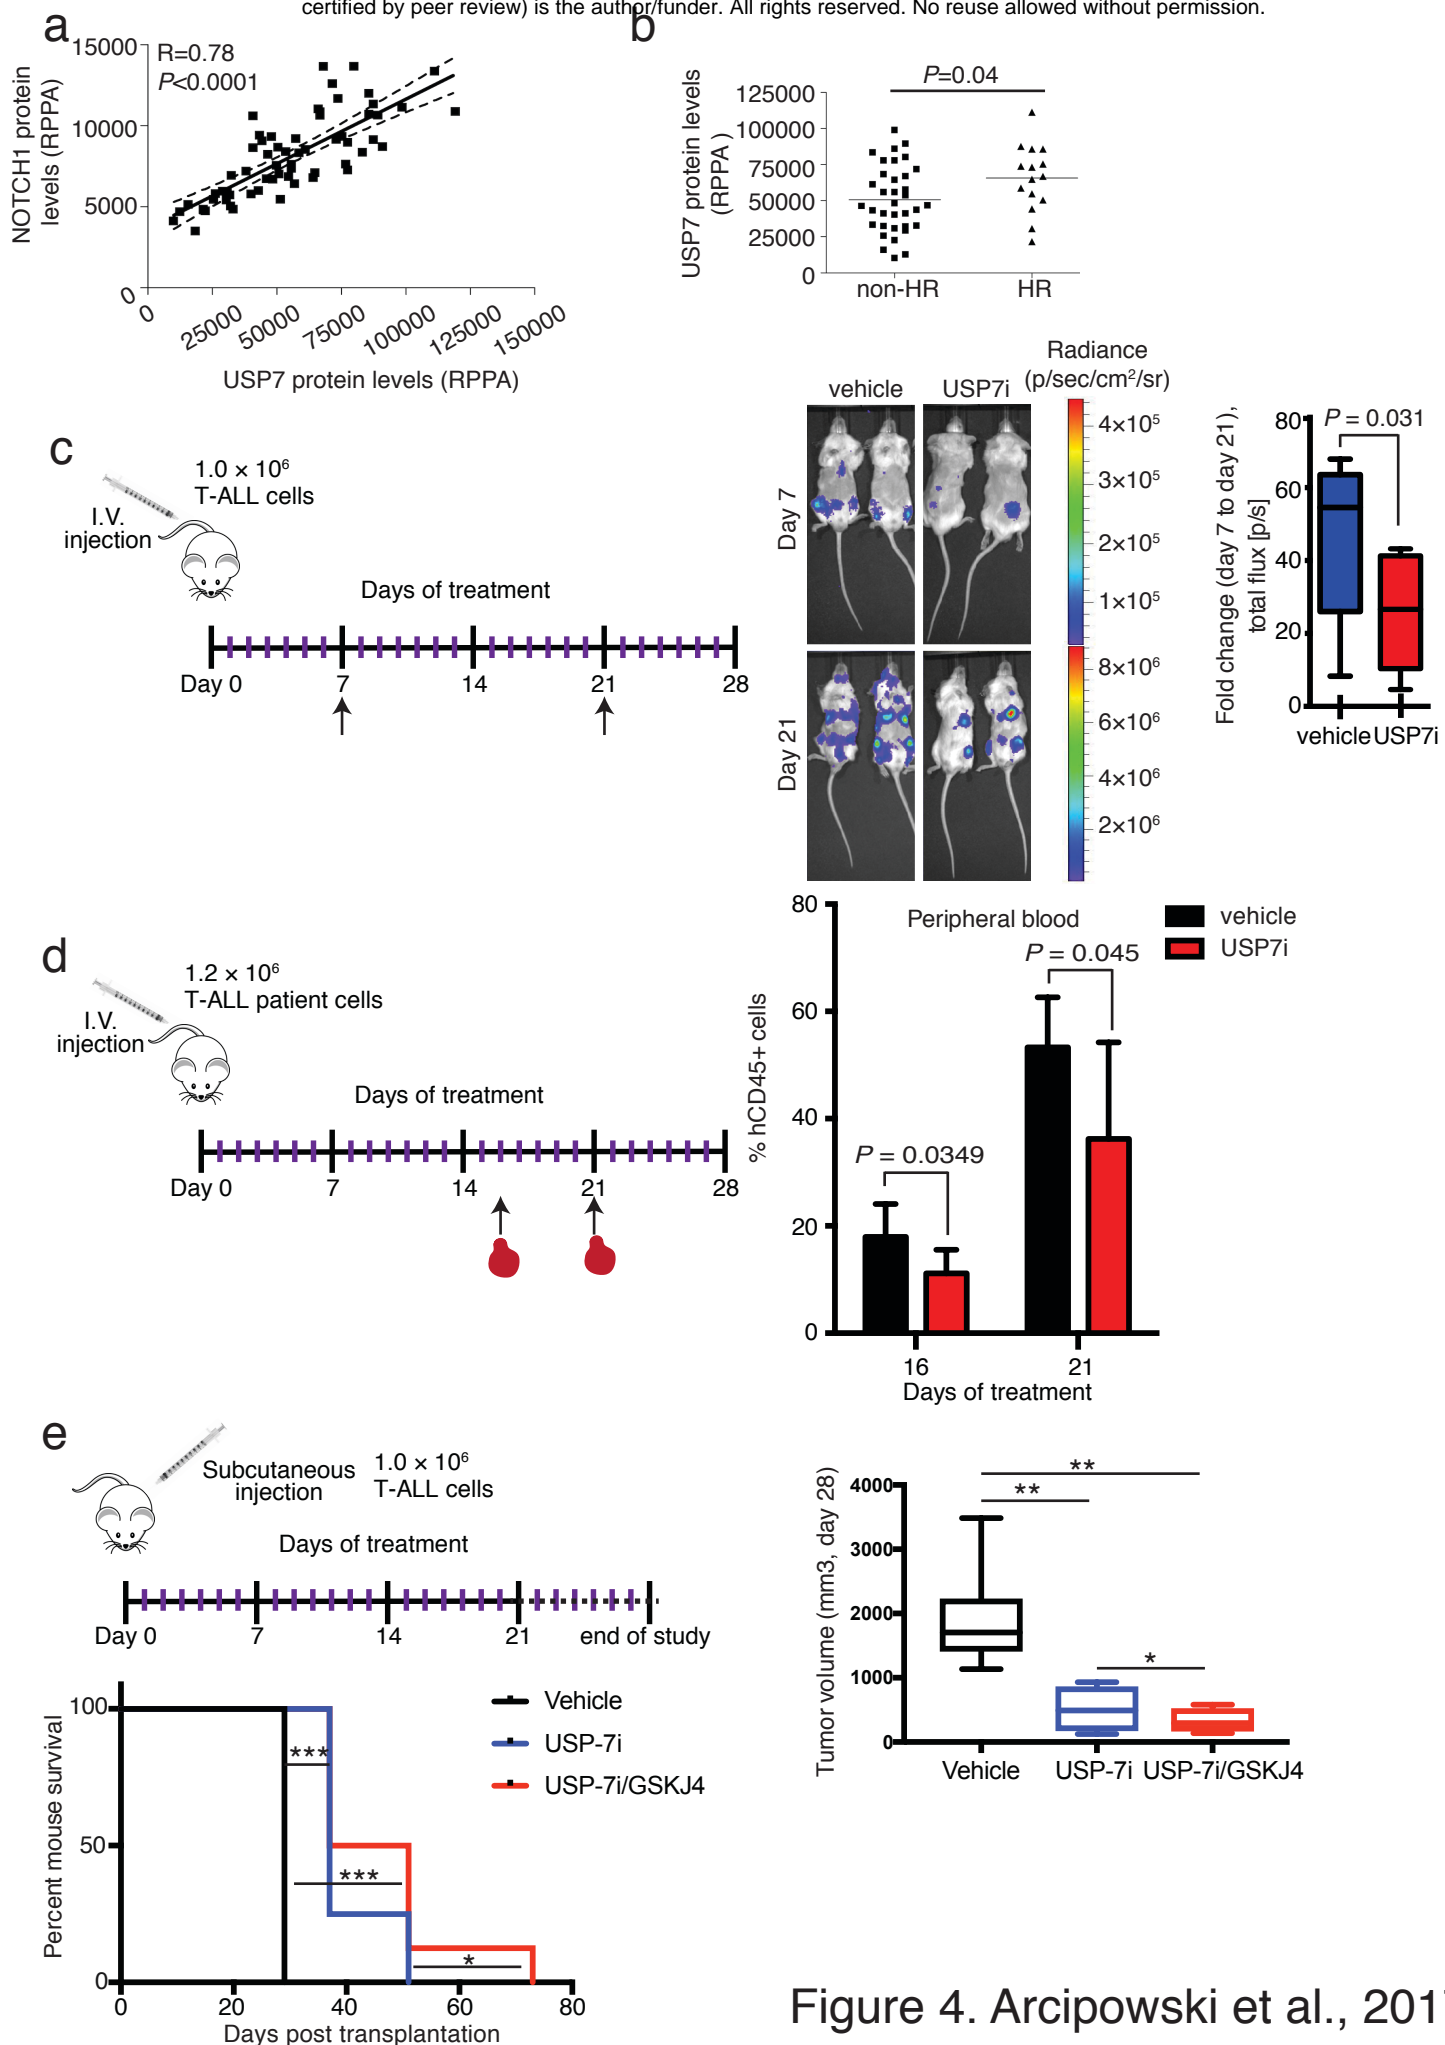 certified by peer review) is the author/funder. All rights reserved. No reuse allowed without permission.
a
NOTCH1 protein
levels (RPPA)
15000
10000
5000
0
R=0.78
P<0.0001
0
25000
50000
75000
100000
125000
150000
USP7 protein levels (RPPA)
b
USP7 protein levels
(RPPA )
P=0.04
125000
100000
75000
50000
25000
0
non-HR
HR
c
1.0 × 10⁶
T-ALL cells
I.V.
injection
Days of treatment
Day 0
7
14
21
28
vehicle
USP7i
Radiance
(p/sec/cm²/sr)
Day 7
Day 21
4×10⁵
3×10⁵
2×10⁵
1×10⁵
8×10⁶
6×10⁶
4×10⁶
2×10⁶
Fold change (day 7 to day 21),
total flux [p/s]
80
60
40
20
0
P = 0.031
vehicle
USP7i
d
1.2 × 10⁶
T-ALL patient cells
I.V.
injection
Days of treatment
Day 0
7
14
21
28
% hCD45+ cells
80
60
40
20
0
Peripheral blood
vehicle
USP7i
P = 0.0349
P = 0.045
16
21
Days of treatment
e
Subcutaneous
injection
1.0 × 10⁶
T-ALL cells
Days of treatment
Day 0
7
14
21
end of study
Percent mouse survival
100
50
0
***
***
*
Vehicle
USP-7i
USP-7i/GSKJ4
0
20
40
60
80
Days post transplantation
Tumor volume (mm3, day 28)
4000
3000
2000
1000
0
**
**
*
Vehicle
USP-7i
USP-7i/GSKJ4
Figure 4. Arcipowski et al., 201